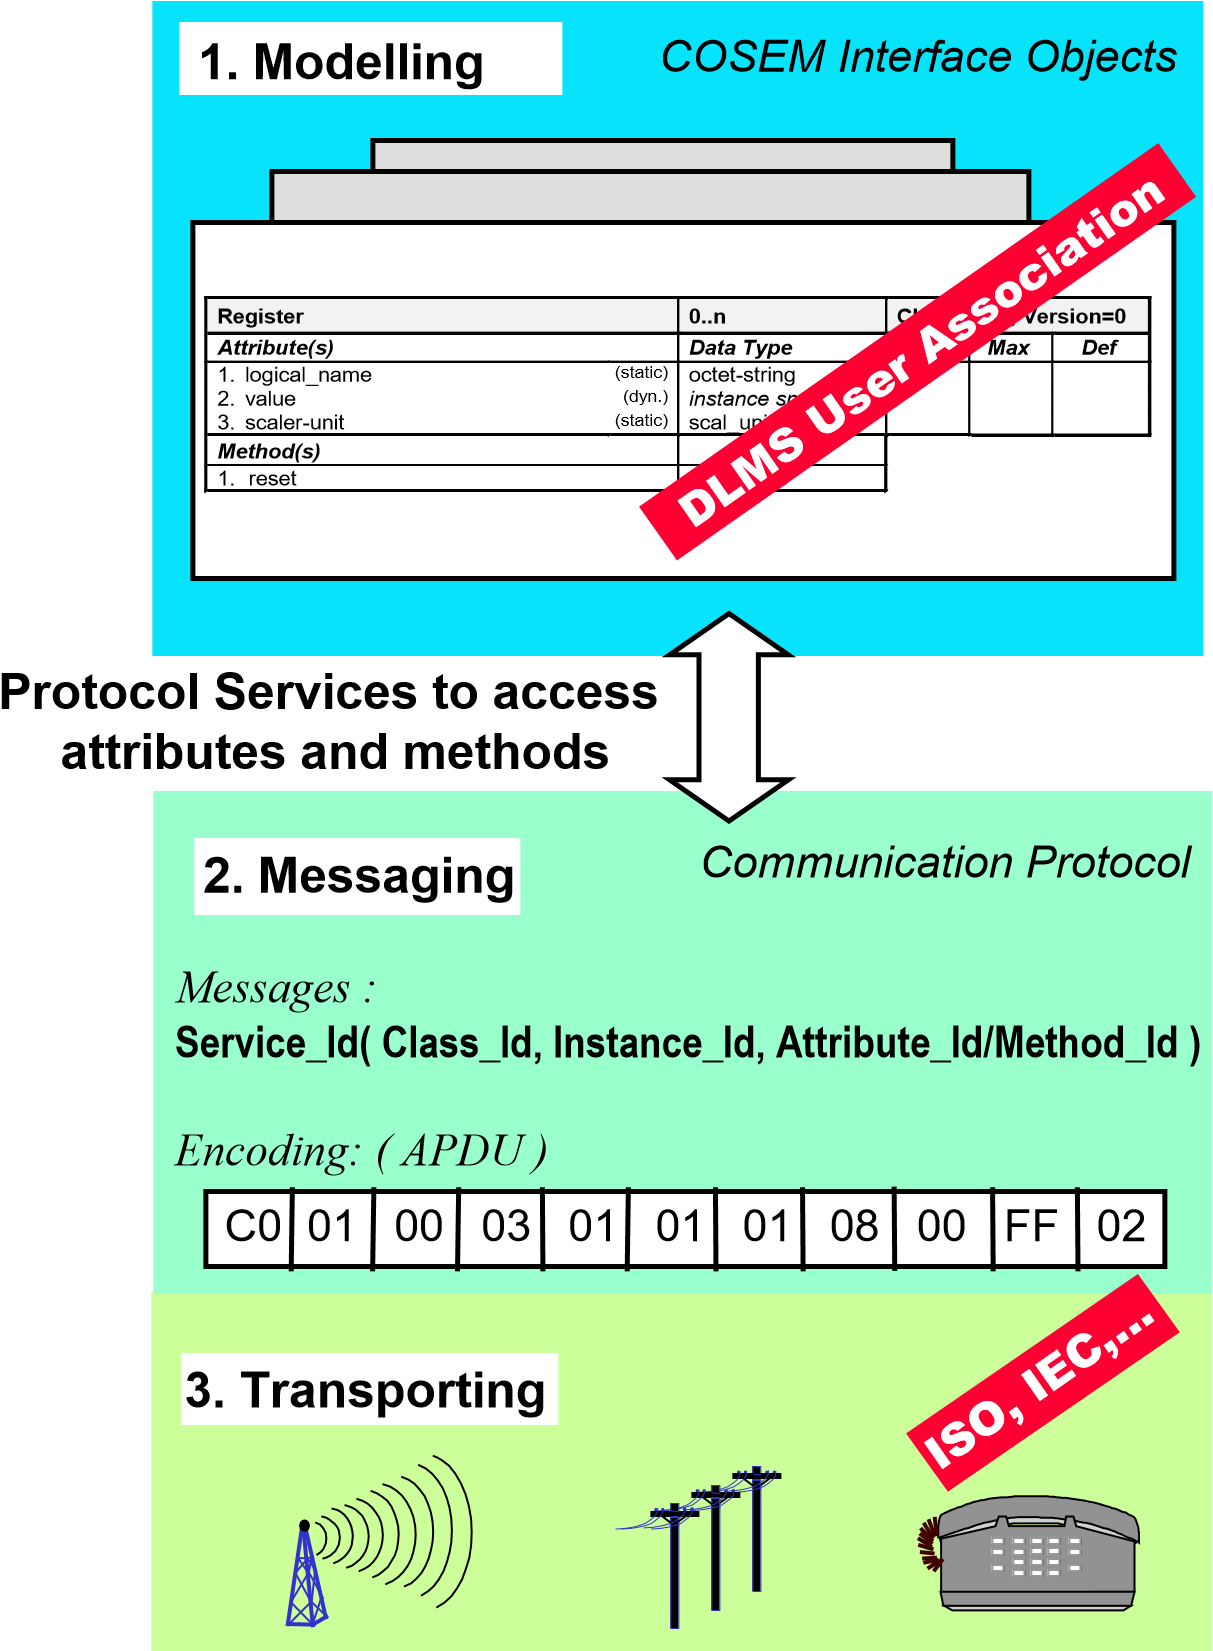 1. Modelling
COSEM Interface Objects
DLMS User Association
Register 0..n Version=0
Attribute(s) Data Type Max Def
1. logical_name (static) octet-string
2. value (dyn.) instance
3. scaler-unit (static)
Method(s)
1. reset
Protocol Services to access
attributes and methods
2. Messaging
Communication Protocol
Messages :
Service_Id( Class_Id, Instance_Id, Attribute_Id/Method_Id )
Encoding: ( APDU )
C0 01 00 03 01 01 01 08 00 FF 02
ISO, IEC,...
3. Transporting